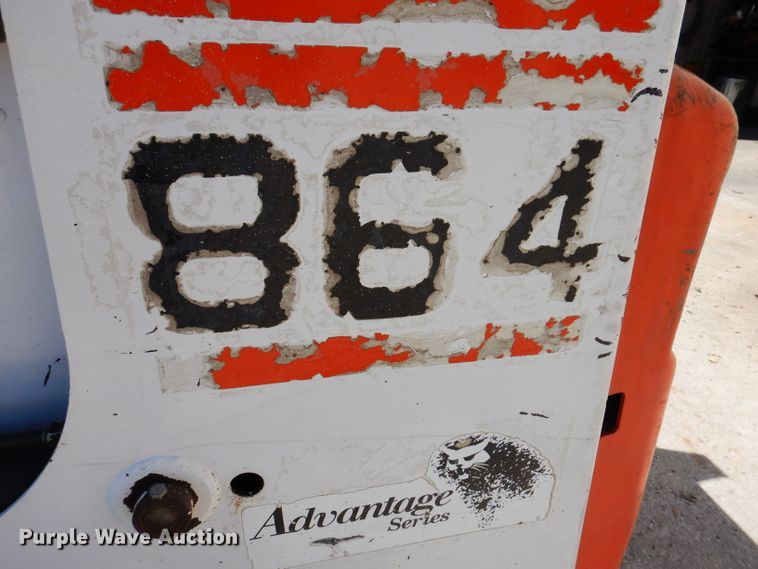 864
Advantage
Series
Purple Wave Auction